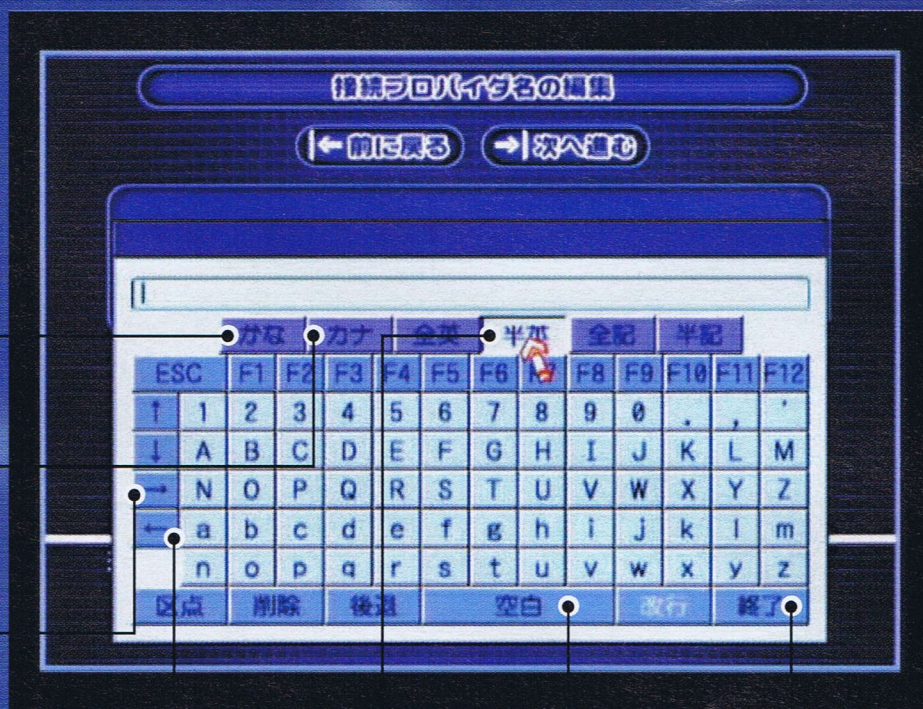 接続プロバイダ名の編集
|← 前に戻る →| 次へ進む
かな カナ 全英 半英 全記 半記
ESC F1 F2 F3 F4 F5 F6 F7 F8 F9 F10 F11 F12
↑ 1 2 3 4 5 6 7 8 9 0 . , '
↓ A B C D E F G H I J K L M
→ N O P Q R S T U V W X Y Z
← a b c d e f g h i j k l m
n o p q r s t u v w x y z
区点 削除 後退 空白 改行 終了